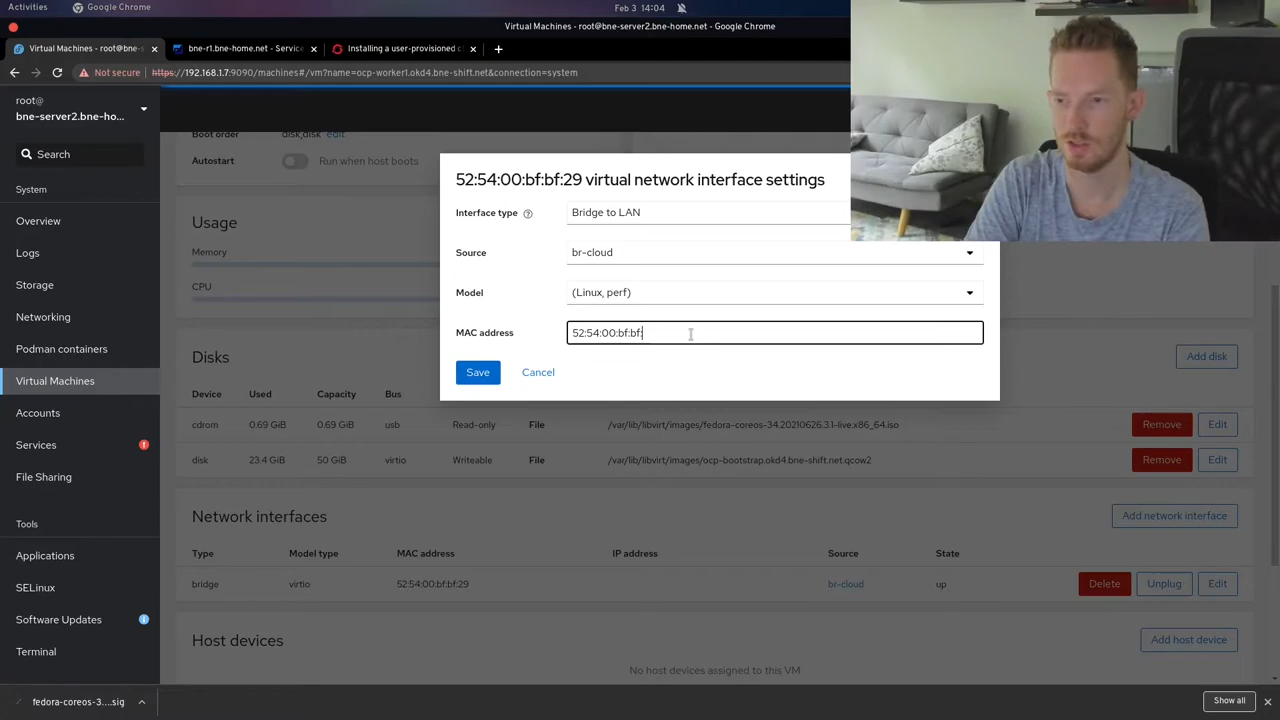 Activities
Google Chrome
Feb 3 14:04
Virtual Machines - root@bne-server2.bne-home.net - Google Chrome
Virtual Machines - root@bne-s
bne-r1.bne-home.net - Service
Installing a user-provisioned c
Not secure
https://192.168.1.7:9090/machines#/vm?name=ocp-worker1.okd4.bne-shift.net&connection=system
root@
bne-server2.bne-ho...
Search
System
Overview
Logs
Storage
Networking
Podman containers
Virtual Machines
Accounts
Services
File Sharing
Tools
Applications
SELinux
Software Updates
Terminal
Boot order
disk,disk edit
Autostart
Run when host boots
Usage
Memory
CPU
52:54:00:bf:bf:29 virtual network interface settings
Interface type
Bridge to LAN
Source
br-cloud
Model
(Linux, perf)
MAC address
52:54:00:bf:bf:
Save
Cancel
Disks
Add disk
Device Used Capacity Bus Access Source
cdrom 0.69 GiB 0.69 GiB usb Read-only File /var/lib/libvirt/images/fedora-coreos-34.20210626.3.1-live.x86_64.iso Remove Edit
disk 23.4 GiB 50 GiB virtio Writeable File /var/lib/libvirt/images/ocp-bootstrap.okd4.bne-shift.net.qcow2 Remove Edit
Network interfaces
Add network interface
Type Model type MAC address IP address Source State
bridge virtio 52:54:00:bf:bf:29 br-cloud up Delete Unplug Edit
Host devices
Add host device
No host devices assigned to this VM
fedora-coreos-3....sig
Show all